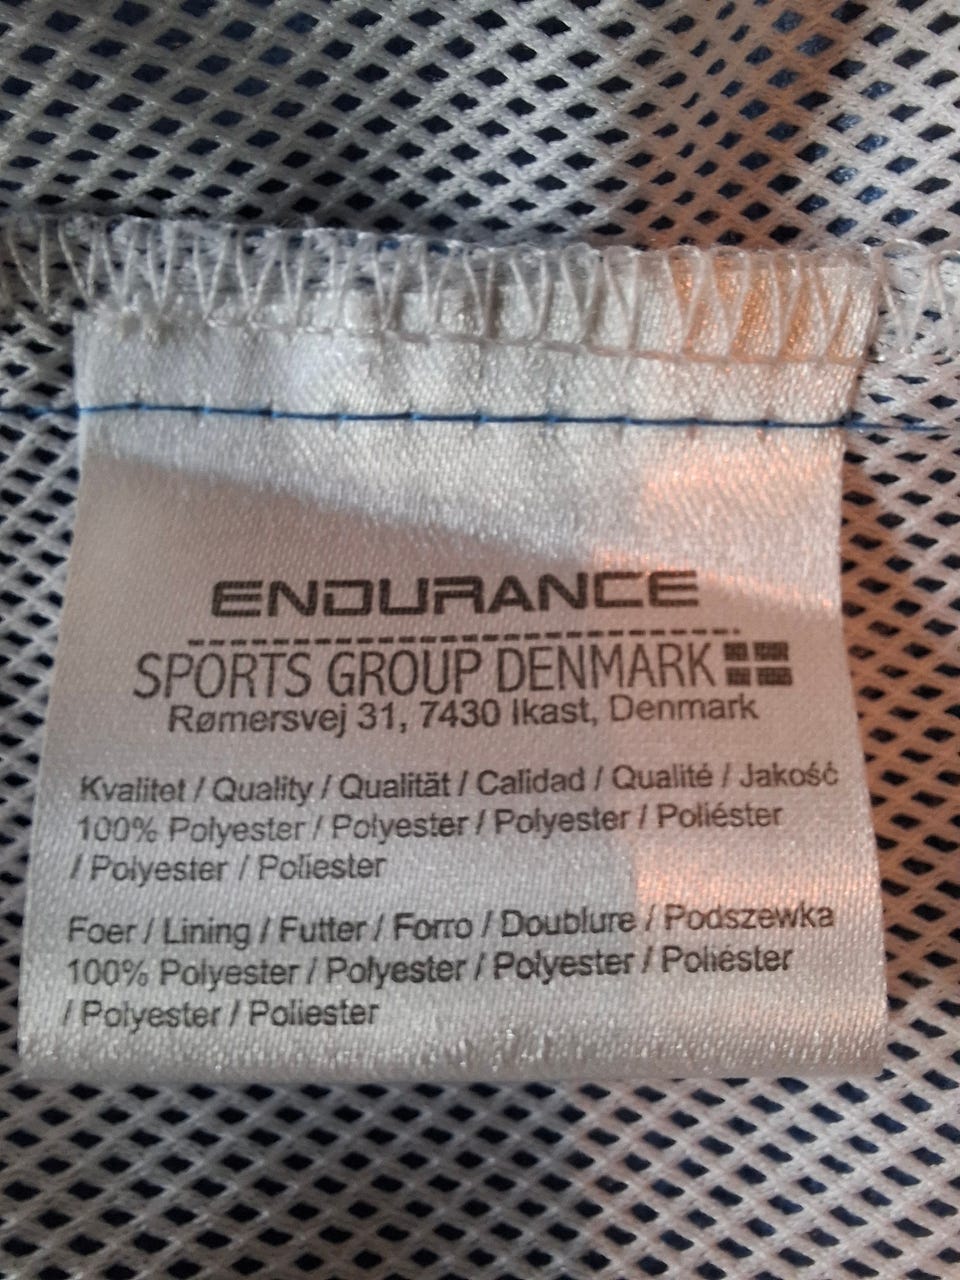 ENDURANCE
SPORTS GROUP DENMARK
Rømersvej 31, 7430 Ikast, Denmark
Kvalitet / Quality / Qualität / Calidad / Qualité / Jakość
100% Polyester / Polyester / Polyester / Poliéster
/ Polyester / Poliester
Foer / Lining / Futter / Forro / Doublure / Podszewka
100% Polyester / Polyester / Polyester / Poliéster
/ Polyester / Poliester